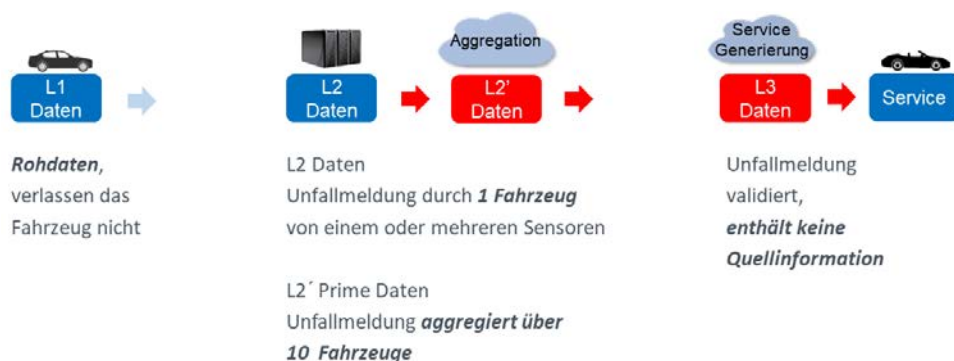 Aggregation
Service
Generierung
L1
Daten
L2
Daten
L2'
Daten
L3
Daten
Service
Rohdaten,
verlassen das
Fahrzeug nicht
L2 Daten
Unfallmeldung durch 1 Fahrzeug
von einem oder mehreren Sensoren
L2´ Prime Daten
Unfallmeldung aggregiert über
10 Fahrzeuge
Unfallmeldung
validiert,
enthält keine
Quellinformation